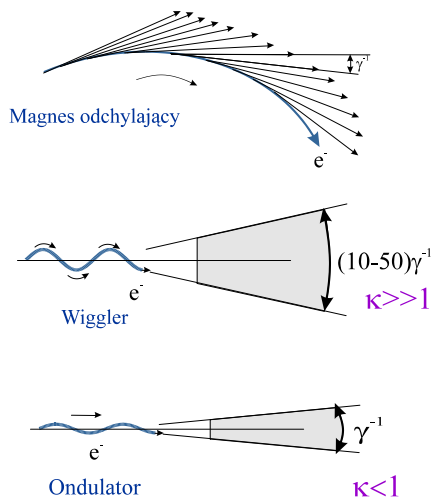 γ⁻¹
Magnes odchylający
e⁻
(10-50)γ⁻¹
e⁻
κ>>1
Wiggler
γ⁻¹
e⁻
Ondulator
κ<1